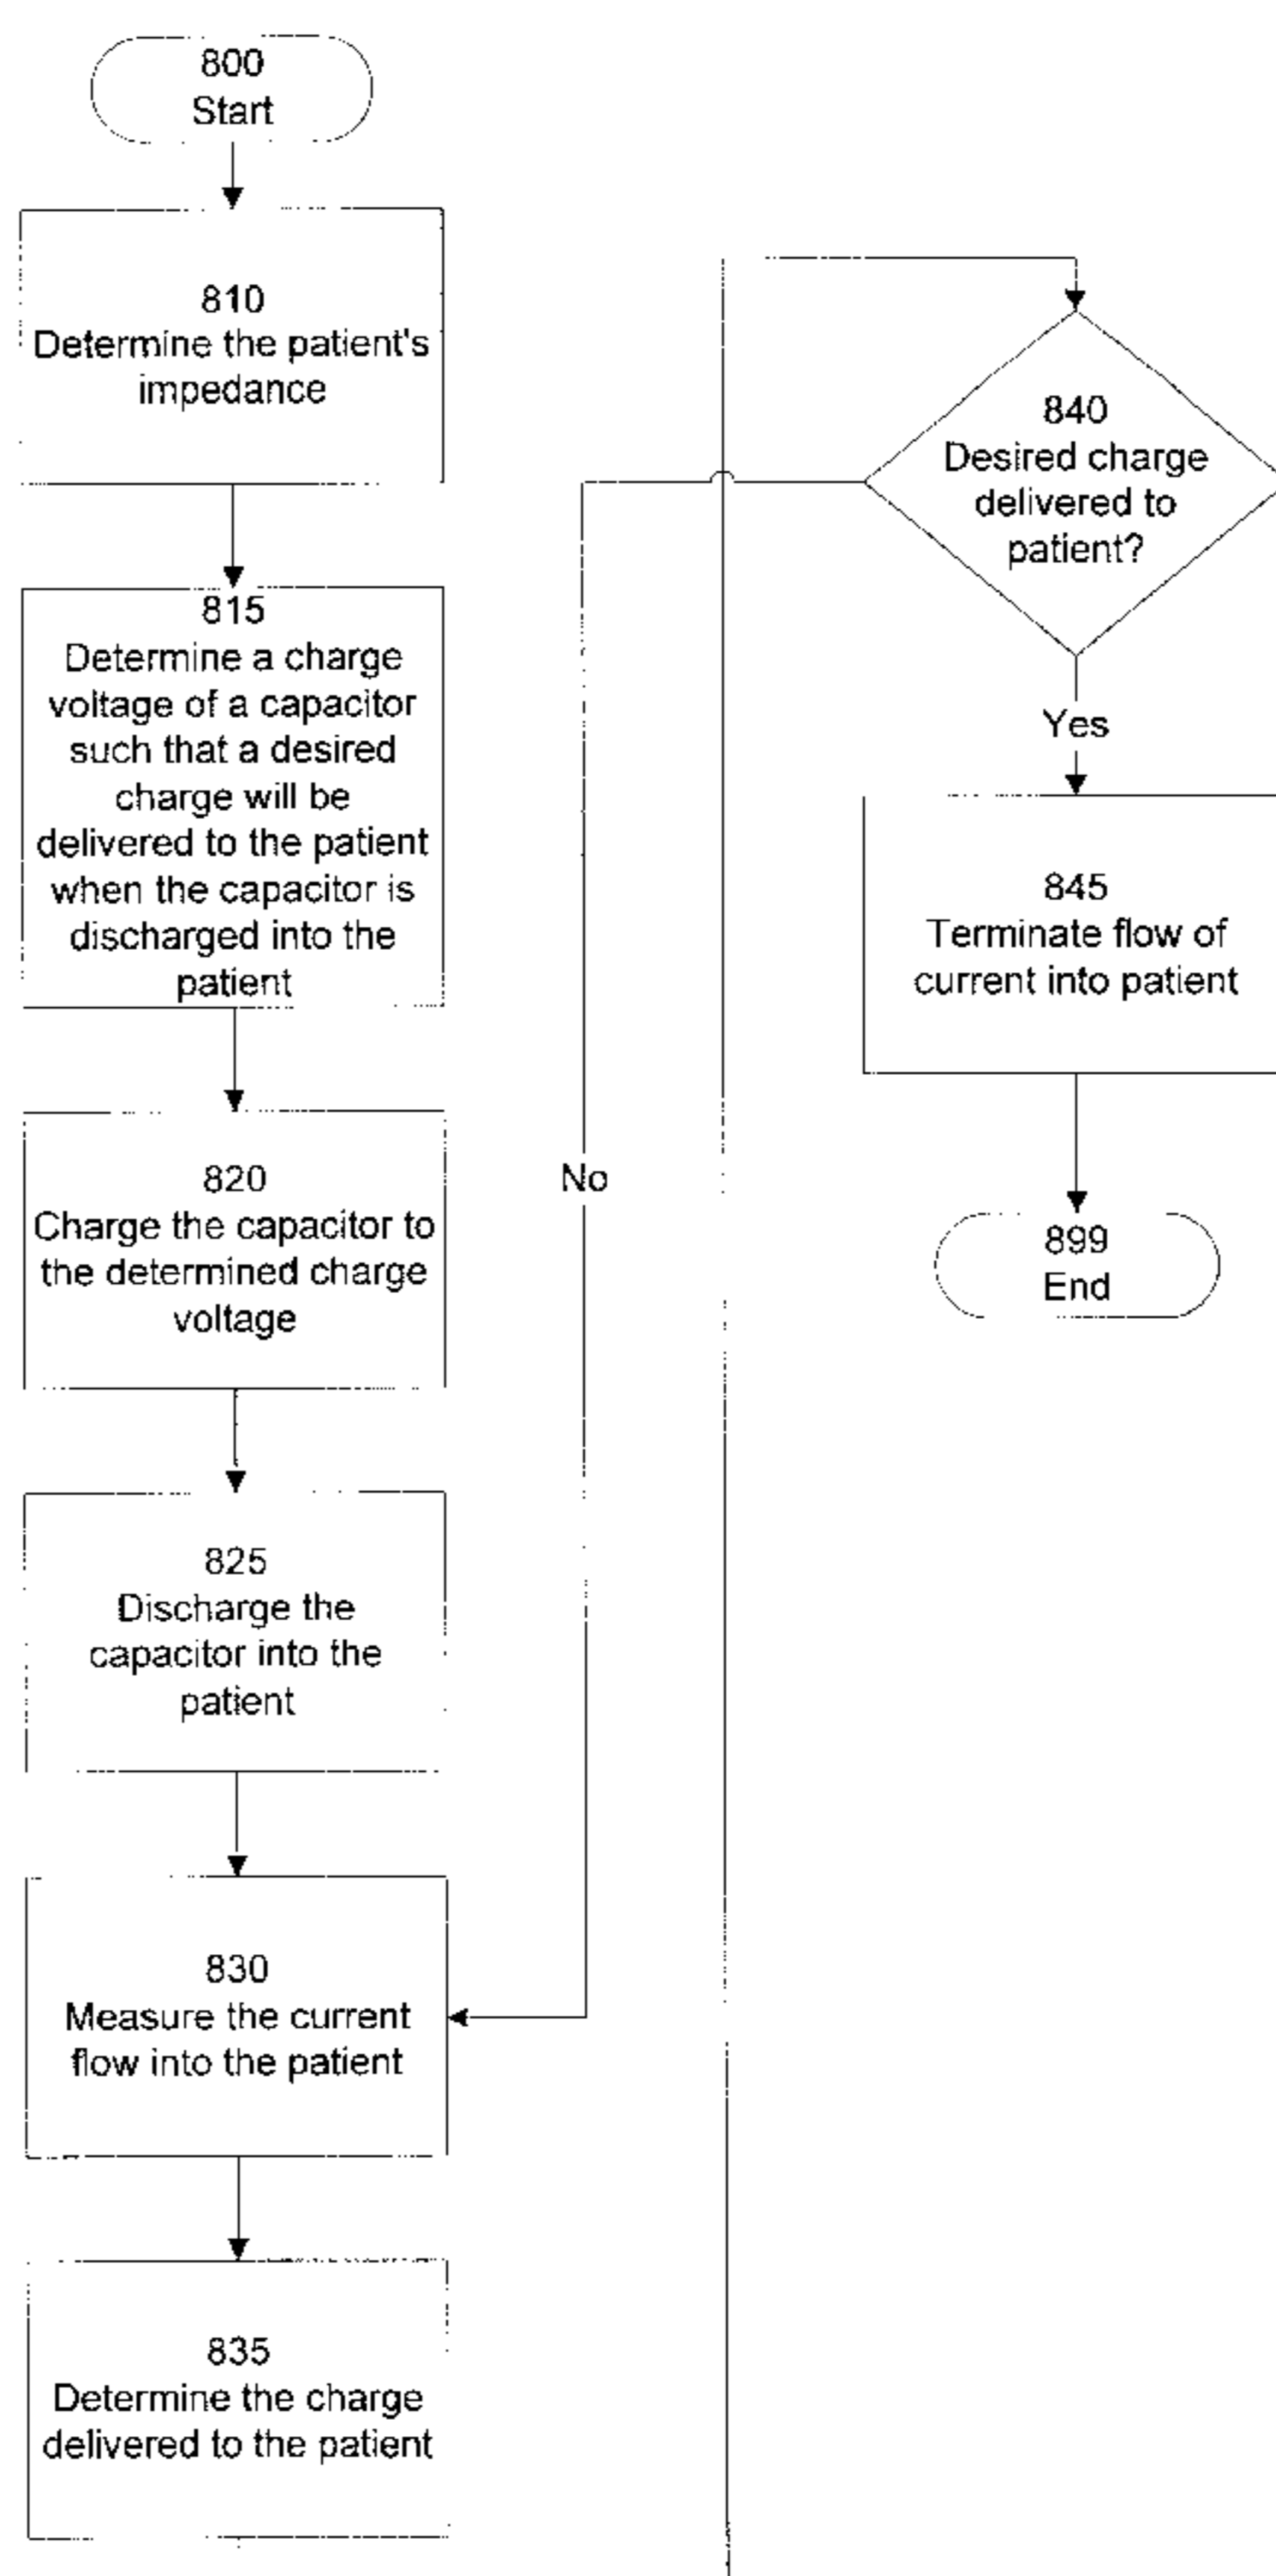 800
Start
810
Determine the patient's
impedance
815
Determine a charge
voltage of a capacitor
such that a desired
charge will be
delivered to the patient
when the capacitor is
discharged into the
patient
820
Charge the capacitor to
the determined charge
voltage
825
Discharge the
capacitor into the
patient
830
Measure the current
flow into the patient
835
Determine the charge
delivered to the patient
No
840
Desired charge
delivered to
patient?
Yes
845
Terminate flow of
current into patient
899
End